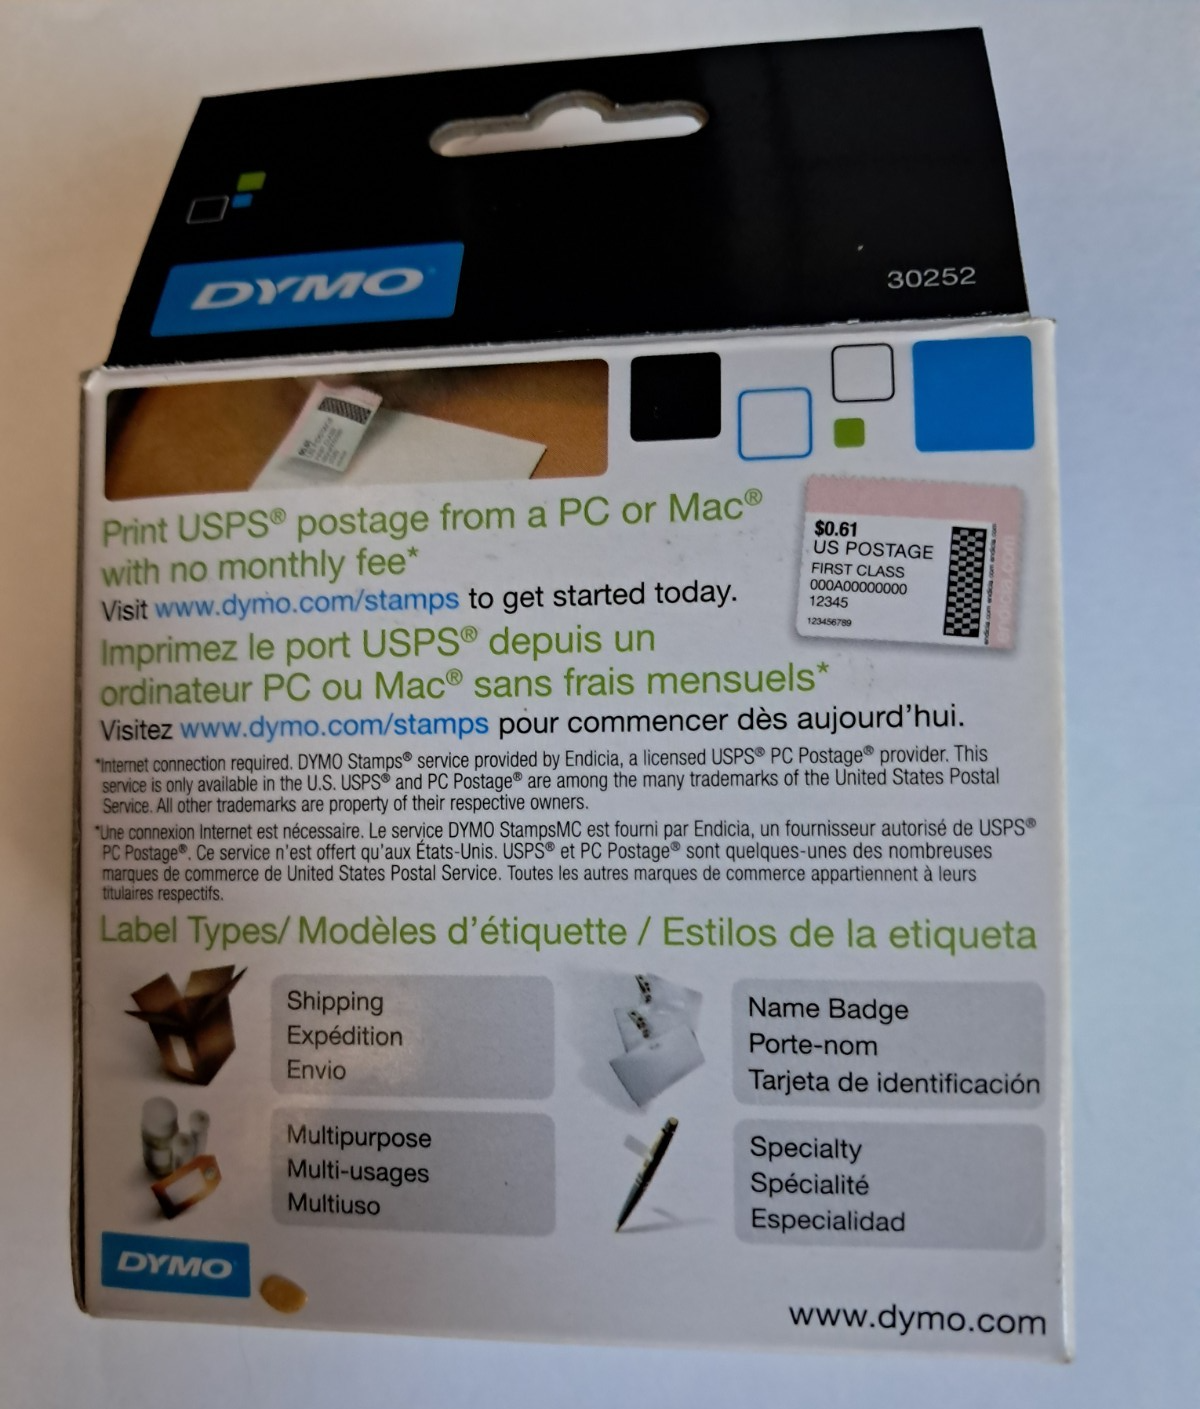 DYMO
30252
Print USPS® postage from a PC or Mac®
with no monthly fee*
Visit www.dymo.com/stamps to get started today.
Imprimez le port USPS® depuis un
ordinateur PC ou Mac® sans frais mensuels*
Visitez www.dymo.com/stamps pour commencer dès aujourd'hui.
$0.61
US POSTAGE
FIRST CLASS
000A00000000
12345
123456789
endicia.com endicia.com endicia.com
endicia.com
*Internet connection required. DYMO Stamps® service provided by Endicia, a licensed USPS® PC Postage® provider. This
service is only available in the U.S. USPS® and PC Postage® are among the many trademarks of the United States Postal
Service. All other trademarks are property of their respective owners.
*Une connexion Internet est nécessaire. Le service DYMO StampsMC est fourni par Endicia, un fournisseur autorisé de USPS®
PC Postage®. Ce service n'est offert qu'aux États-Unis. USPS® et PC Postage® sont quelques-unes des nombreuses
marques de commerce de United States Postal Service. Toutes les autres marques de commerce appartiennent à leurs
titulaires respectifs.
Label Types/ Modèles d'étiquette / Estilos de la etiqueta
Shipping
Expédition
Envio
Name Badge
Porte-nom
Tarjeta de identificación
Multipurpose
Multi-usages
Multiuso
Specialty
Spécialité
Especialidad
DYMO
www.dymo.com